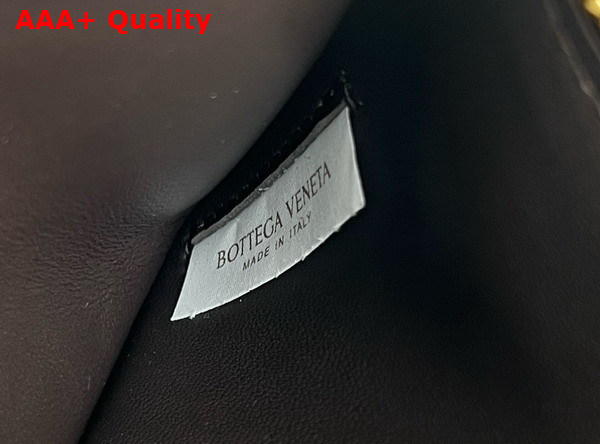 AAA+ Quality
BOTTEGA VENETA
MADE IN ITALY